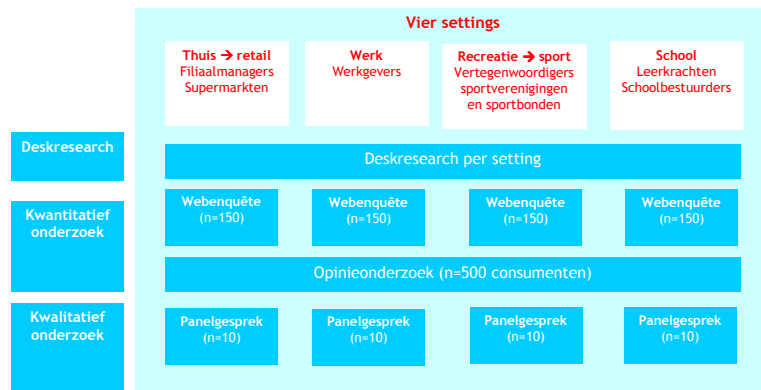 Vier settings
Thuis → retail
Filiaalmanagers
Supermarkten
Werk
Werkgevers
Recreatie → sport
Vertegenwoordigers
sportverenigingen
en sportbonden
School
Leerkrachten
Schoolbestuurders
Deskresearch
Deskresearch per setting
Kwantitatief
onderzoek
Webenquête
(n=150)
Webenquête
(n=150)
Webenquête
(n=150)
Webenquête
(n=150)
Opinieonderzoek (n=500 consumenten)
Kwalitatief
onderzoek
Panelgesprek
(n=10)
Panelgesprek
(n=10)
Panelgesprek
(n=10)
Panelgesprek
(n=10)